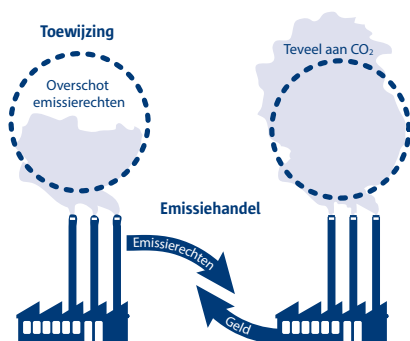 Toewijzing
Overschot
emissierechten
Teveel aan CO₂
Emissiehandel
Emissierechten
Geld